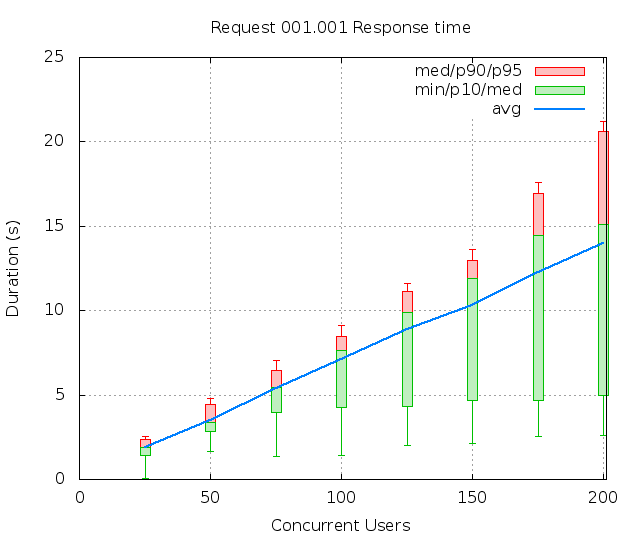 Request 001.001 Response time
med/p90/p95
min/p10/med
avg
25
20
15
10
5
0
Duration (s)
0 50 100 150 200
Concurrent Users